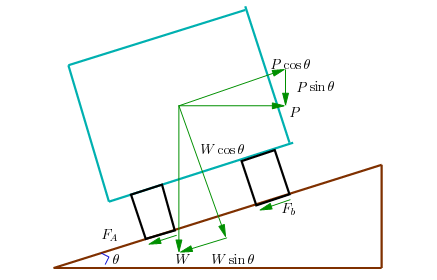 P cos θ
P sin θ
P
W cos θ
F_b
F_A
θ
W
W sin θ